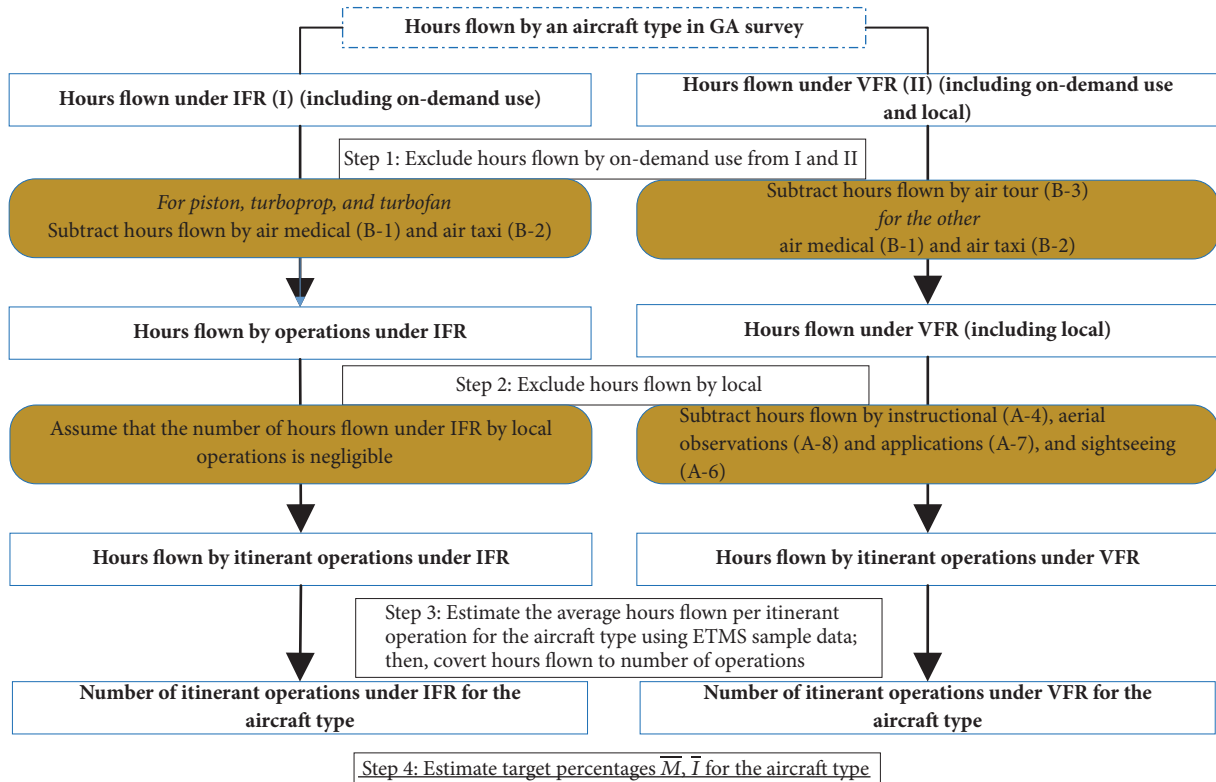 Hours flown by an aircraft type in GA survey
Hours flown under IFR (I) (including on-demand use)
Hours flown under VFR (II) (including on-demand use
and local)
Step 1: Exclude hours flown by on-demand use from I and II
For piston, turboprop, and turbofan
Subtract hours flown by air medical (B-1) and air taxi (B-2)
Subtract hours flown by air tour (B-3)
for the other
air medical (B-1) and air taxi (B-2)
Hours flown by operations under IFR
Hours flown under VFR (including local)
Step 2: Exclude hours flown by local
Assume that the number of hours flown under IFR by local
operations is negligible
Subtract hours flown by instructional (A-4), aerial
observations (A-8) and applications (A-7), and sightseeing
(A-6)
Hours flown by itinerant operations under IFR
Hours flown by itinerant operations under VFR
Step 3: Estimate the average hours flown per itinerant
operation for the aircraft type using ETMS sample data;
then, covert hours flown to number of operations
Number of itinerant operations under IFR for the
aircraft type
Number of itinerant operations under VFR for the
aircraft type
Step 4: Estimate target percentages M̅, I̅ for the aircraft type